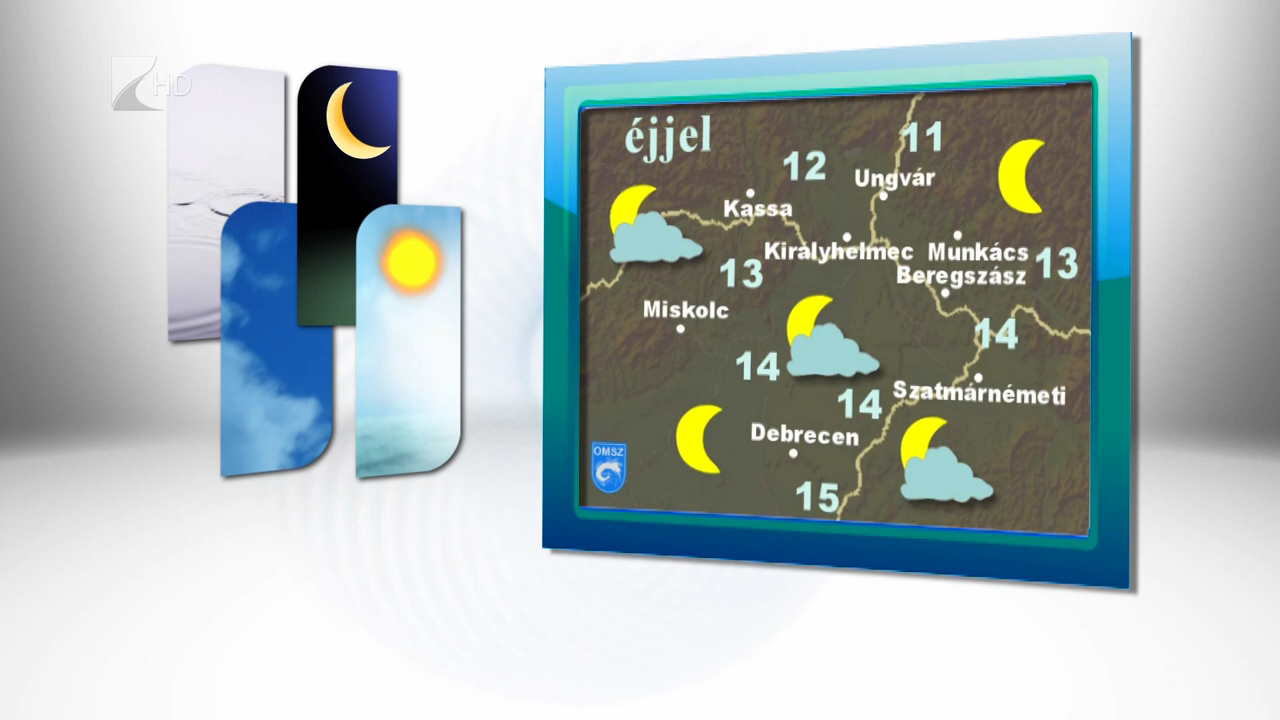 HD
éjjel
11
12
Ungvár
Kassa
Királyhelmec
Munkács
13
Beregszász
13
Miskolc
14
14
Szatmárnémeti
14
Debrecen
OMSZ
15